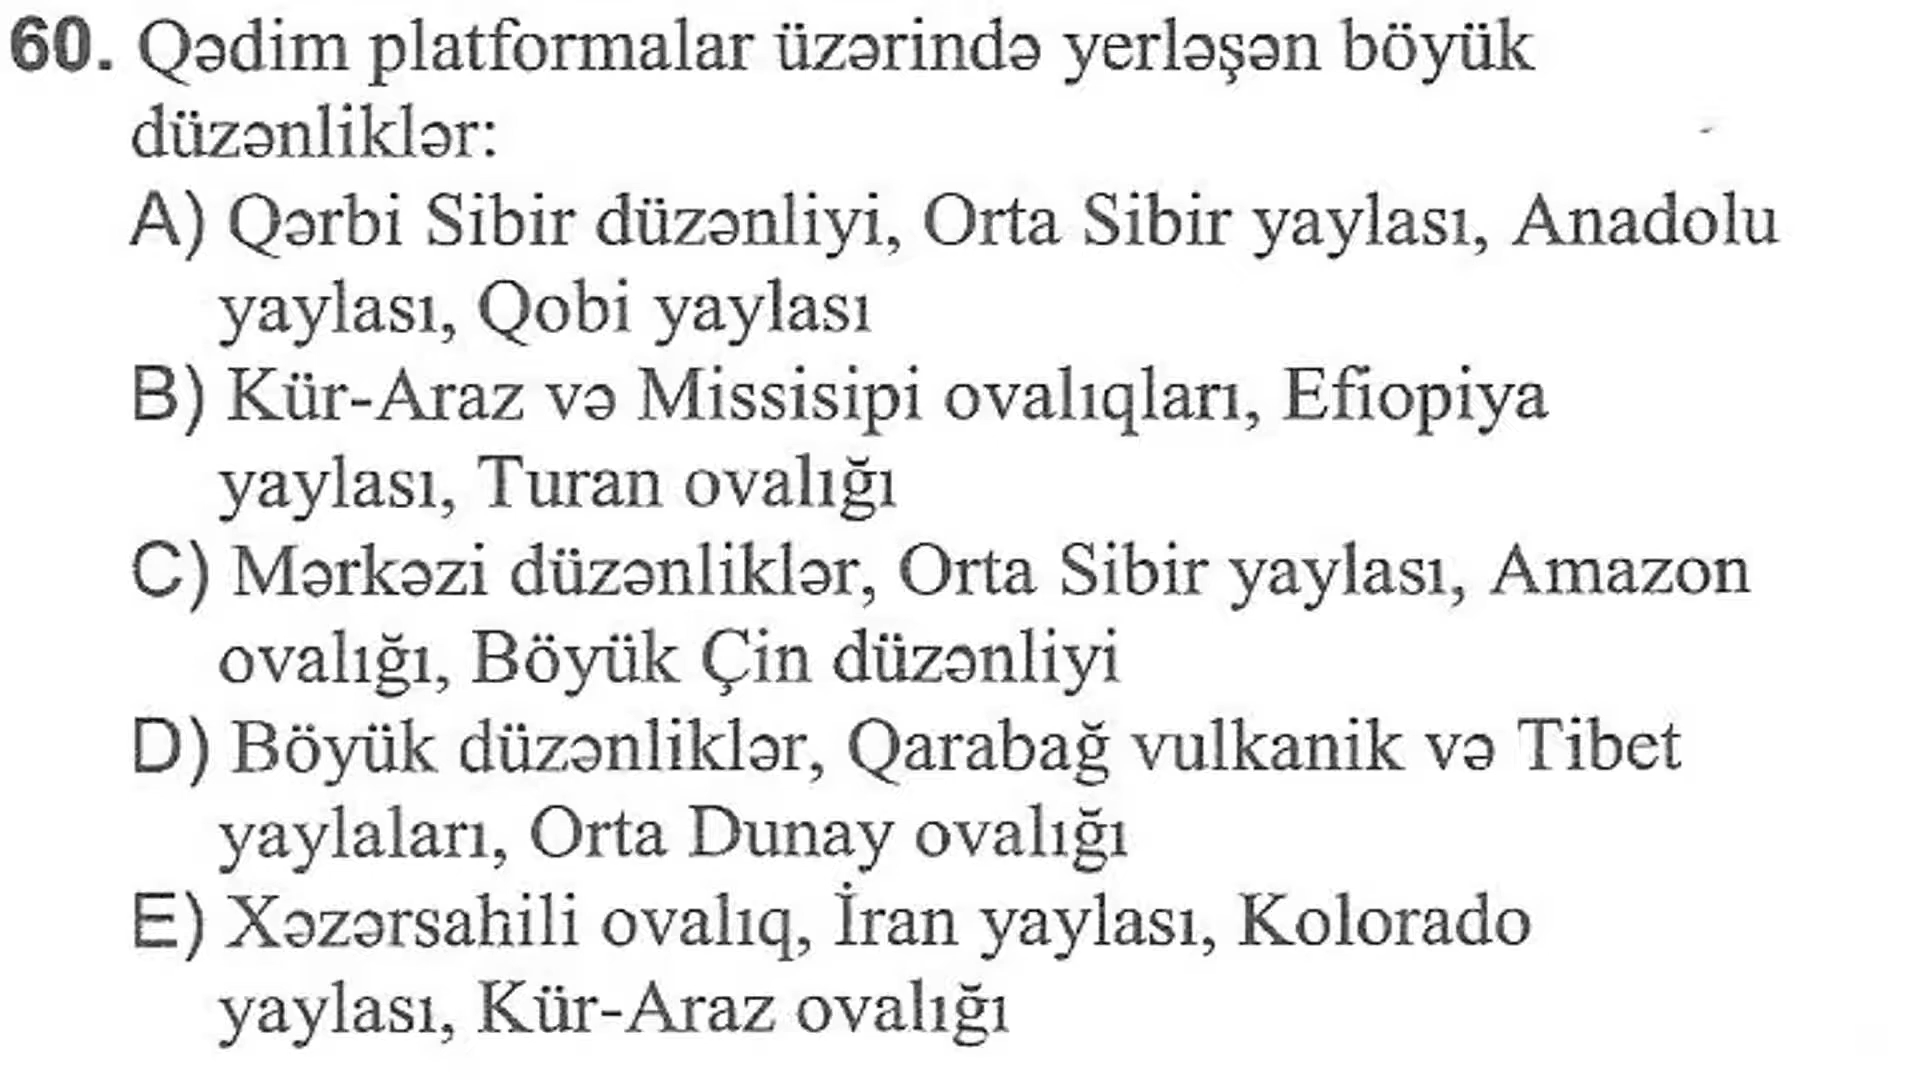 60. Qədim platformalar üzərində yerləşən böyük
düzənliklər:
A) Qərbi Sibir düzənliyi, Orta Sibir yaylası, Anadolu
yaylası, Qobi yaylası
B) Kür-Araz və Missisipi ovalıqları, Efiopiya
yaylası, Turan ovalığı
C) Mərkəzi düzənliklər, Orta Sibir yaylası, Amazon
ovalığı, Böyük Çin düzənliyi
D) Böyük düzənliklər, Qarabağ vulkanik və Tibet
yaylaları, Orta Dunay ovalığı
E) Xəzərsahili ovalıq, İran yaylası, Kolorado
yaylası, Kür-Araz ovalığı